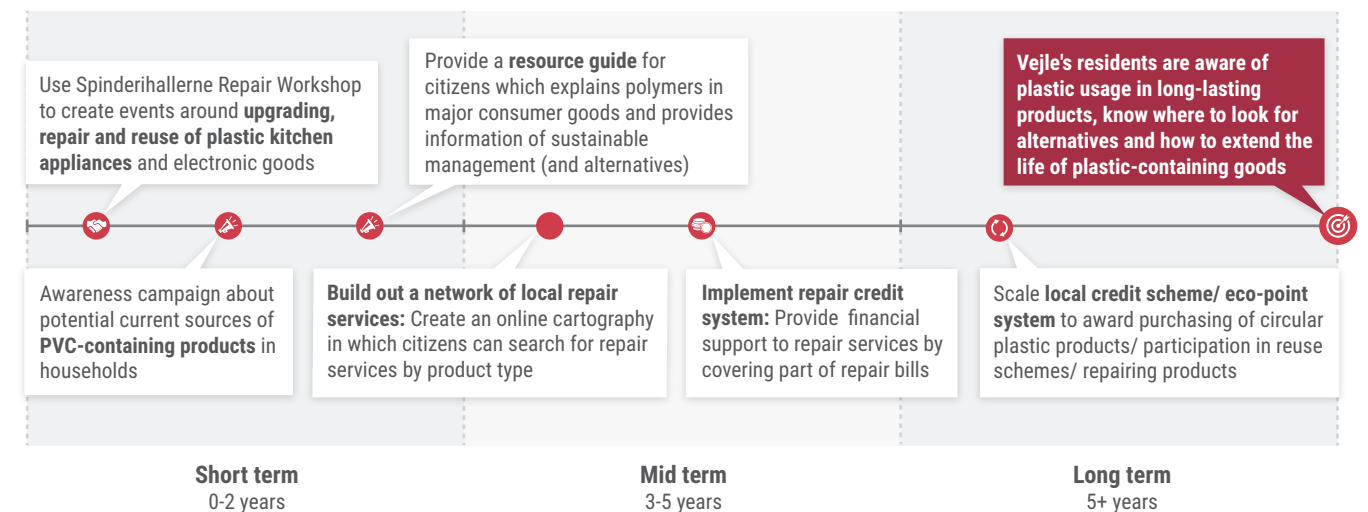 Use Spinderihallerne Repair Workshop
to create events around upgrading,
repair and reuse of plastic kitchen
appliances and electronic goods
Provide a resource guide for
citizens which explains polymers in
major consumer goods and provides
information of sustainable
management (and alternatives)
Vejle's residents are aware of
plastic usage in long-lasting
products, know where to look for
alternatives and how to extend the
life of plastic-containing goods
Awareness campaign about
potential current sources of
PVC-containing products in
households
Build out a network of local repair
services: Create an online cartography
in which citizens can search for repair
services by product type
Implement repair credit
system: Provide financial
support to repair services by
covering part of repair bills
Scale local credit scheme/ eco-point
system to award purchasing of circular
plastic products/ participation in reuse
schemes/ repairing products
Short term
0-2 years
Mid term
3-5 years
Long term
5+ years